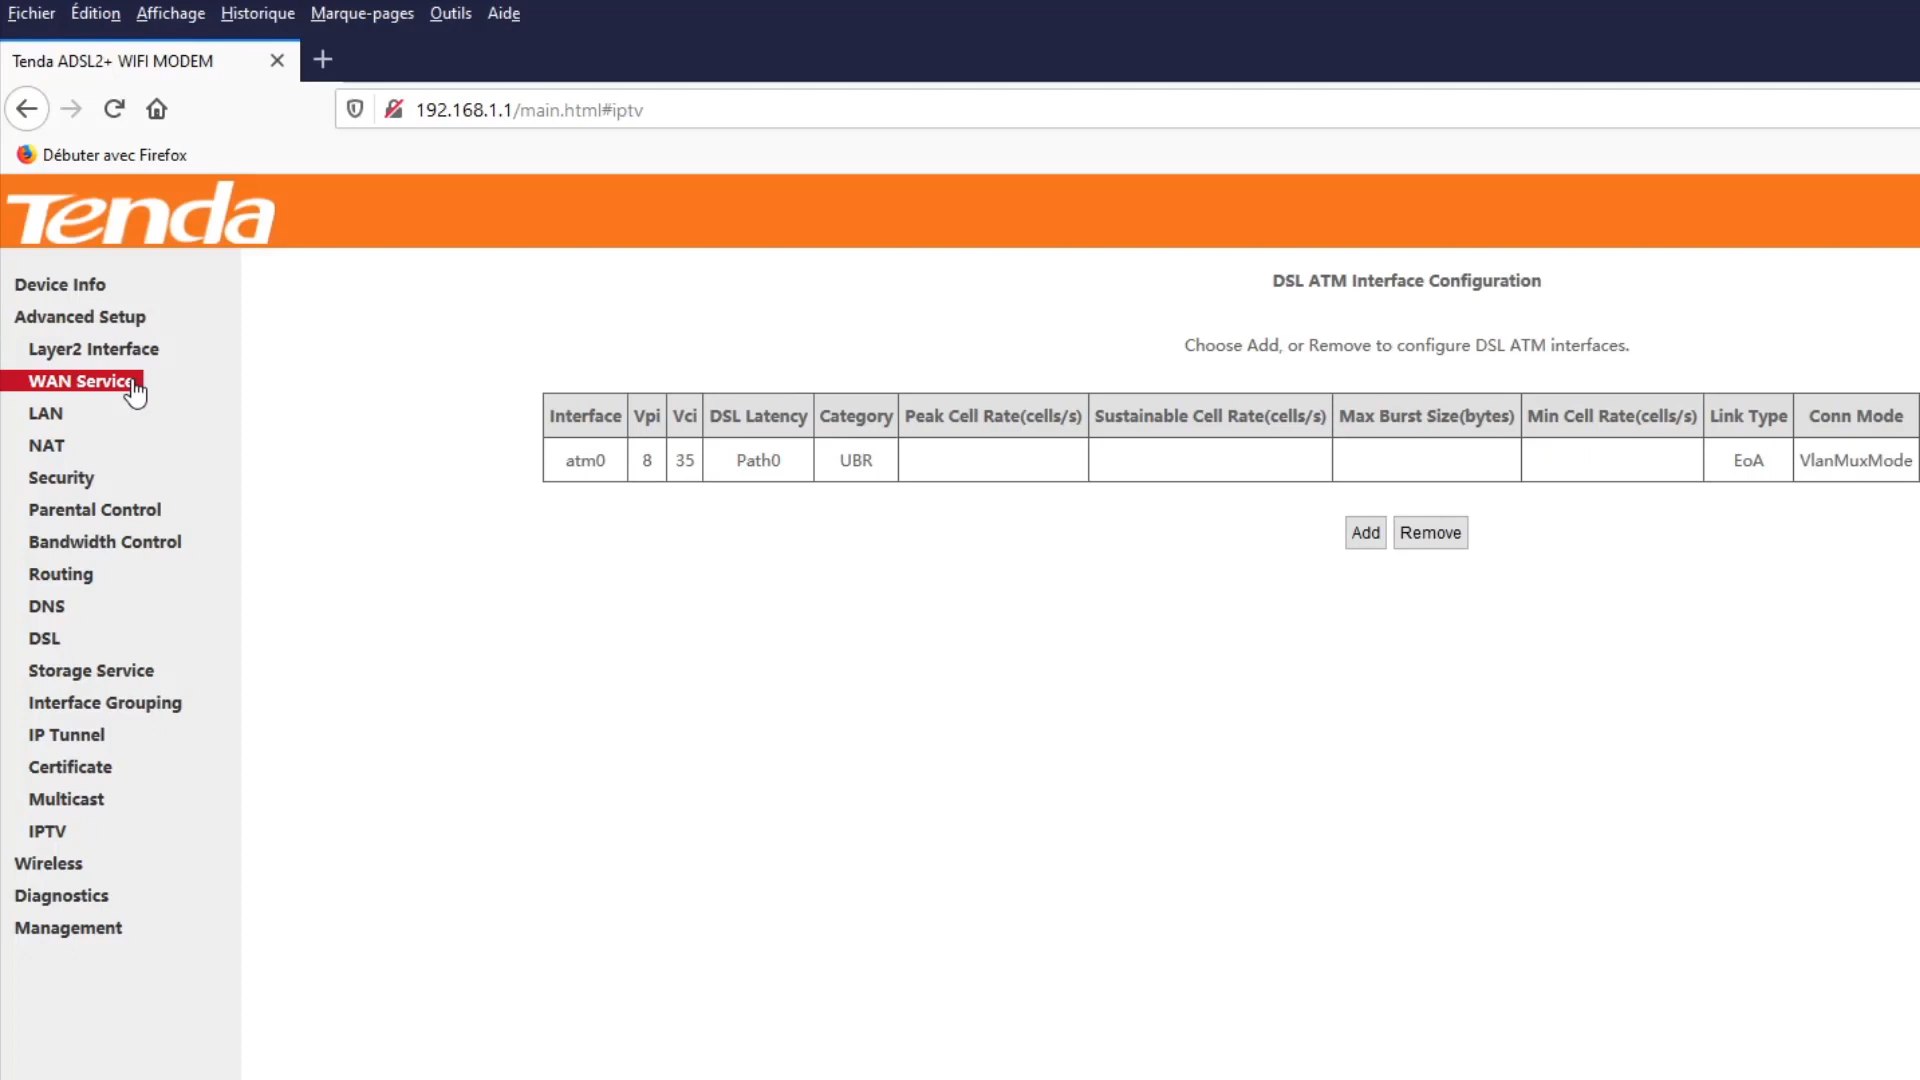 Fichier Édition Affichage Historique Marque-pages Outils Aide
Tenda ADSL2+ WIFI MODEM
192.168.1.1/main.html#iptv
Débuter avec Firefox
Tenda
Device Info
Advanced Setup
Layer2 Interface
WAN Service
LAN
NAT
Security
Parental Control
Bandwidth Control
Routing
DNS
DSL
Storage Service
Interface Grouping
IP Tunnel
Certificate
Multicast
IPTV
Wireless
Diagnostics
Management
DSL ATM Interface Configuration
Choose Add, or Remove to configure DSL ATM interfaces.
Interface Vpi Vci DSL Latency Category Peak Cell Rate(cells/s) Sustainable Cell Rate(cells/s) Max Burst Size(bytes) Min Cell Rate(cells/s) Link Type Conn Mode
atm0 8 35 Path0 UBR EoA VlanMuxMode
Add Remove